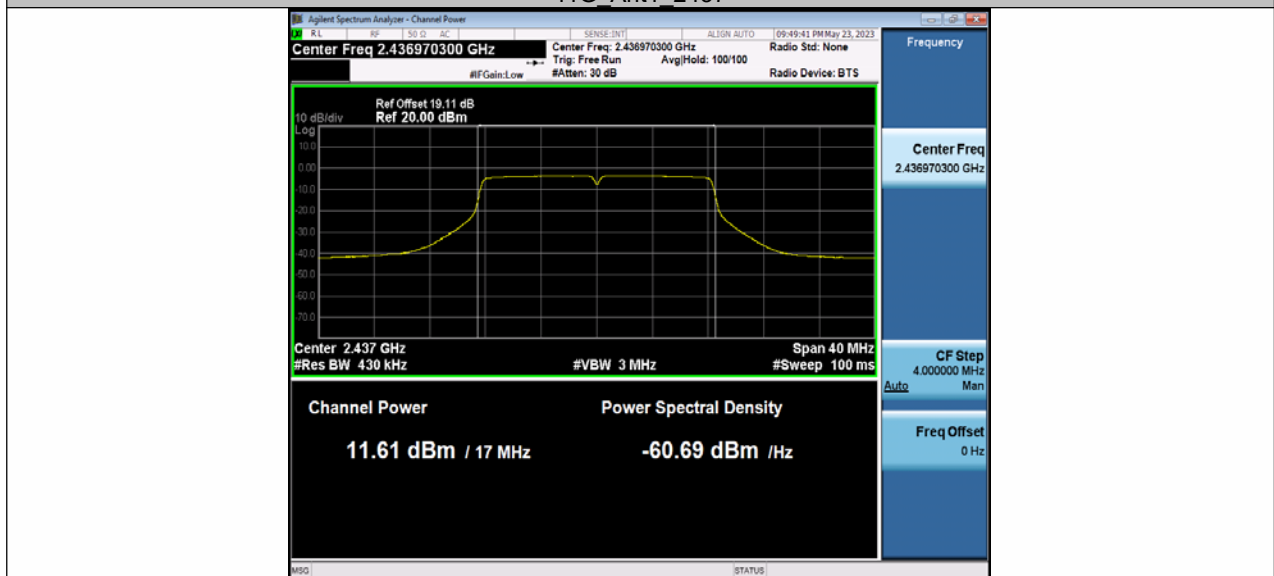 Agilent Spectrum Analyzer - Channel Power
RL RF 50 Ω AC SENSE:INT ALIGN AUTO 09:49:41 PM May 23, 2023
Center Freq 2.436970300 GHz
Center Freq: 2.436970300 GHz
Radio Std: None
Trig: Free Run Avg|Hold: 100/100
#IFGain:Low
#Atten: 30 dB
Radio Device: BTS
Frequency
Ref Offset 19.11 dB
10 dB/div Ref 20.00 dBm
Log
10.0
0.00
-10.0
-20.0
-30.0
-40.0
-50.0
-60.0
-70.0
Center 2.437 GHz Span 40 MHz
#Res BW 430 kHz #VBW 3 MHz #Sweep 100 ms
Center Freq
2.436970300 GHz
CF Step
4.000000 MHz
Auto Man
Freq Offset
0 Hz
Channel Power Power Spectral Density
11.61 dBm / 17 MHz -60.69 dBm /Hz
MSG STATUS